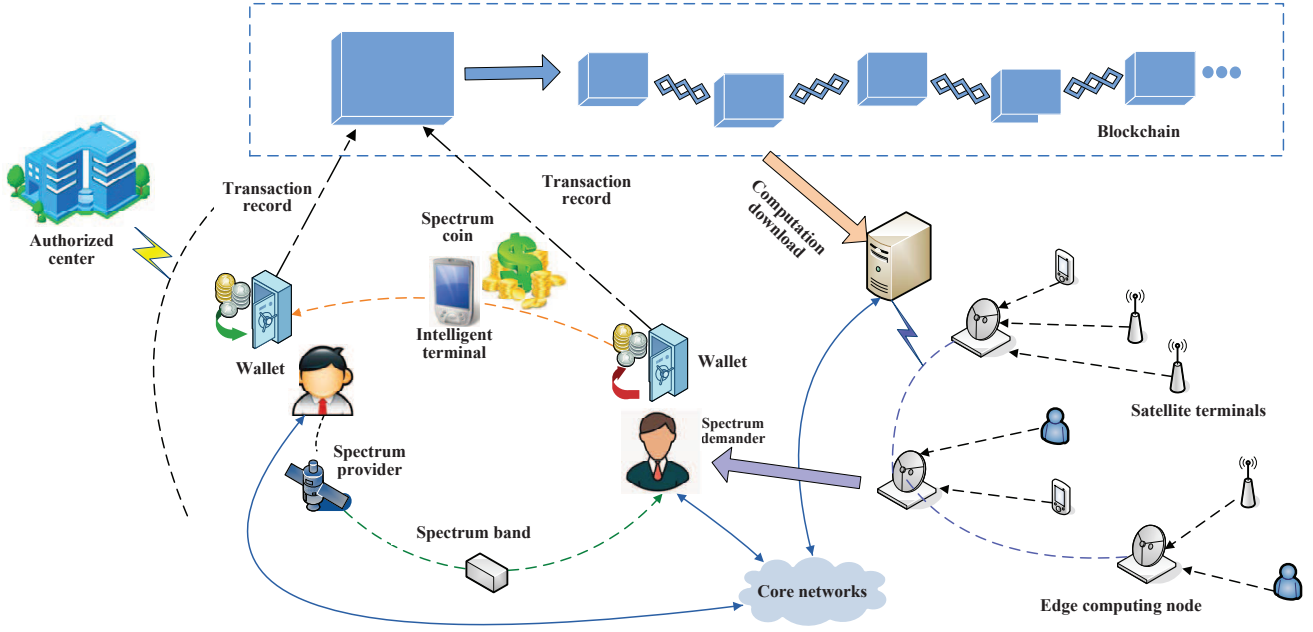 Blockchain
Transaction
record
Transaction
record
Computation
download
Authorized
center
Spectrum
coin
Intelligent
terminal
Wallet
Wallet
Satellite terminals
Spectrum
demander
Spectrum
provider
Spectrum band
Core networks
Edge computing node